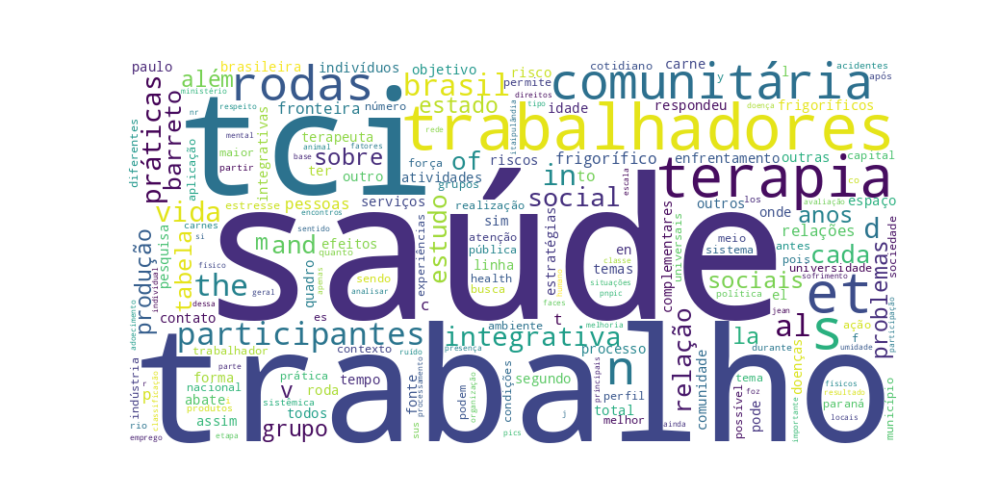 paulo
brasileira
indivíduos
objetivo
risco
cotidiano
carne
y
l
acidentes
após
ministério
além
rodas
brasil
comunitária
permite
direitos
respeito
práticas
barreto
tci
fronteira
número
estado
idade
respondeu
tipo
doença
frigoríficos
trabalhadores
nr
diferentes
aplicação
integrativas
mental
terapeuta
animal
fatores
rede
itaipulândia
maior
partir
base
sobre
ter
outro
força
atividades
of
riscos
frigorífico
enfrentamento
outras
capital
grupos
in
to
escala
terapia
co
avaliação
los
espaço
vida
estresse
pessoas
serviços
realização
social
encontros
sentido
estudo
sim
outros
onde
anos
d
carnes
si
m
and
efeitos
atenção
estratégias
en
meio
relações
pública
sistema
antes
produção
tabela
pesquisa
físico
quanto
saúde
experiências
linha
temas
complementares
universais
pois
cada
problemas
sociedade
individual
the
quadro
sendo
health
classe
universidade
sofrimento
busca
situações
pnpic
sociais
et
adoecimento
dessa
geral
apenas
analisar
c
faces
política
el
jean
participação
contato
es
t
al
s
ambiente
melhoria
relação
durante
ação
f
participantes
integrativa
la
umidade
indústria
trabalhador
contexto
ruído
presença
processo
comunidade
tema
doenças
parte
processamento
principais
forma
prática
tempo
fonte
n
segundo
físicos
p
classificação
nacional
v
roda
podem
organização
condições
perfil
possível
pode
foz
resultado
paraná
município
abate
produtos
i
sistêmica
todos
total
importante
locais
rio
assim
grupo
sus
pics
j
melhor
ainda
emprego
etapa
trabalho